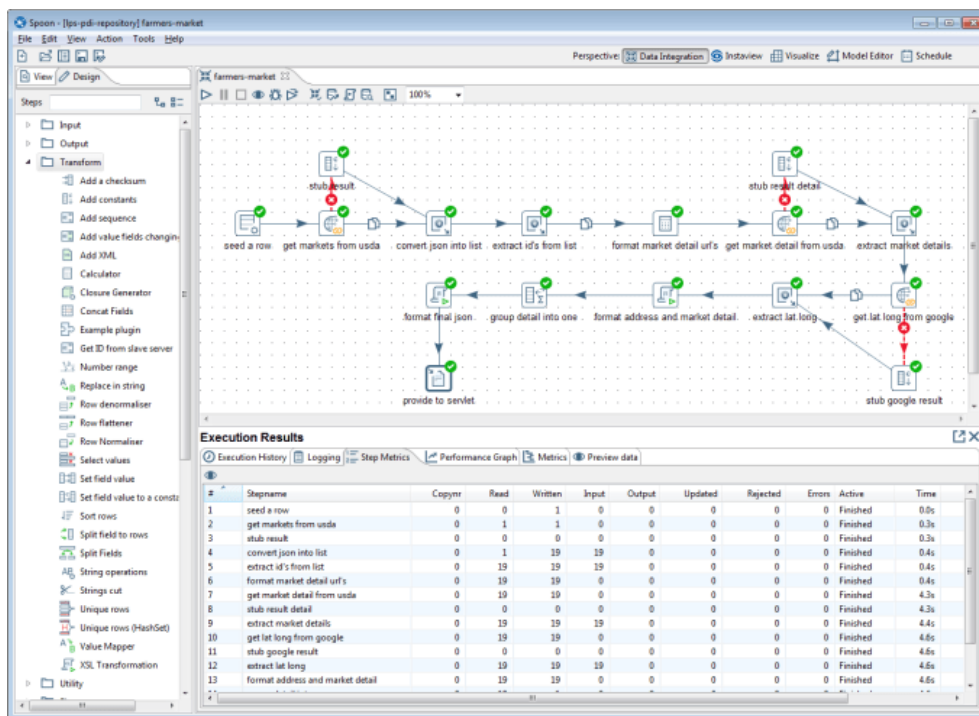 Spoon - [lps-pdi-repository] farmers-market
File Edit View Action Tools Help
Perspective: Data Integration Instaview Visualize Model Editor Schedule
View Design
Steps
Input
Output
Transform
Add a checksum
Add constants
Add sequence
Add value fields changin
Add XML
Calculator
Closure Generator
Concat Fields
Example plugin
Get ID from slave server
Number range
Replace in string
Row denormaliser
Row flattener
Row Normaliser
Select values
Set field value
Set field value to a consta
Sort rows
Split field to rows
Split Fields
String operations
Strings cut
Unique rows
Unique rows (HashSet)
Value Mapper
XSL Transformation
Utility
farmers-market
100%
stub result
stub result detail
seed a row
get markets from usda
convert json into list
extract id's from list
format market detail url's
get market detail from usda
extract market details
format final json
group detail into one
format address and market detail
extract lat long
get lat long from google
provide to servlet
stub google result
Execution Results
Execution History Logging Step Metrics Performance Graph Metrics Preview data
# Stepname Copynr Read Written Input Output Updated Rejected Errors Active Time
1 seed a row 0 0 1 0 0 0 0 0 Finished 0.0s
2 get markets from usda 0 1 1 0 0 0 0 0 Finished 0.3s
3 stub result 0 0 0 0 0 0 0 0 Finished 0.3s
4 convert json into list 0 1 19 19 0 0 0 0 Finished 0.4s
5 extract id's from list 0 19 19 19 0 0 0 0 Finished 0.4s
6 format market detail url's 0 19 19 0 0 0 0 0 Finished 0.4s
7 get market detail from usda 0 19 19 0 0 0 0 0 Finished 4.3s
8 stub result detail 0 0 0 0 0 0 0 0 Finished 4.3s
9 extract market details 0 19 19 19 0 0 0 0 Finished 4.4s
10 get lat long from google 0 19 19 0 0 0 0 0 Finished 4.6s
11 stub google result 0 0 0 0 0 0 0 0 Finished 4.6s
12 extract lat long 0 19 19 19 0 0 0 0 Finished 4.6s
13 format address and market detail 0 19 19 0 0 0 0 0 Finished 4.6s